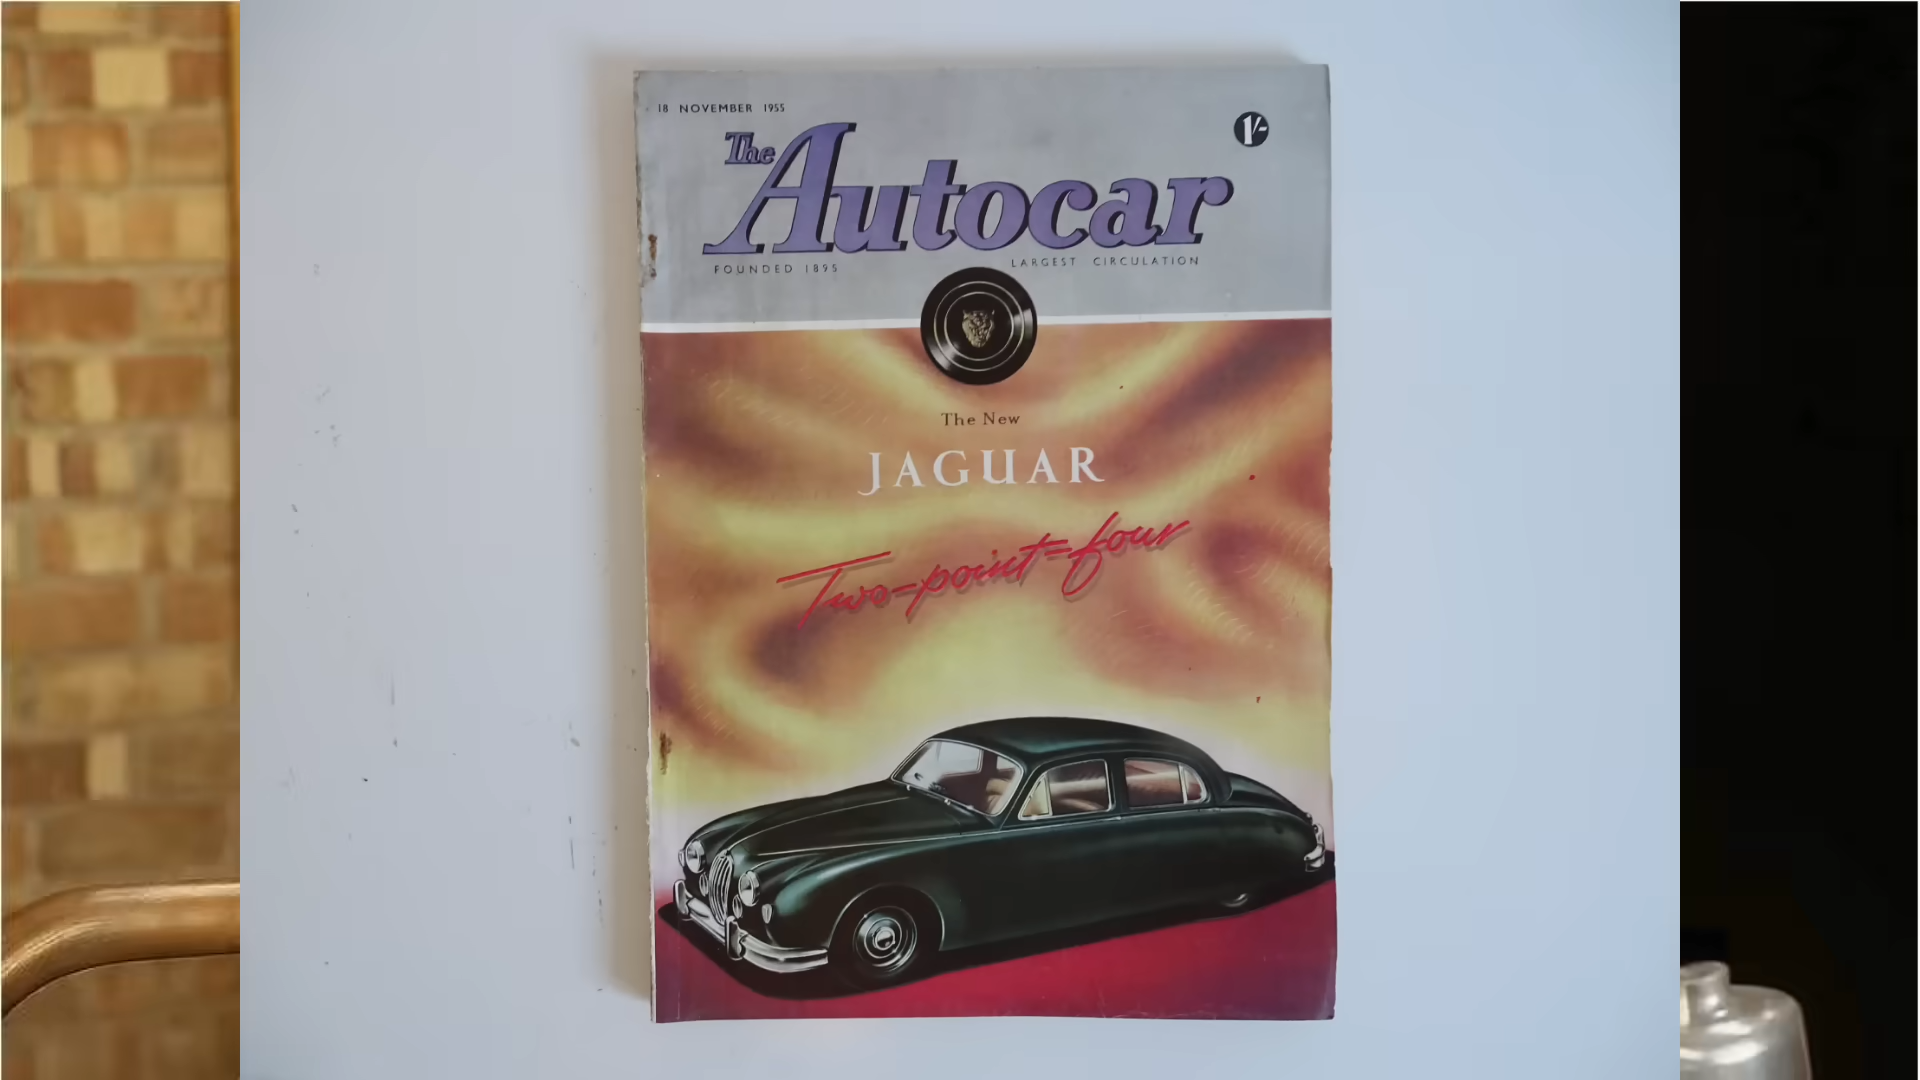 18 NOVEMBER 1955
1/-
The Autocar
FOUNDED 1895
LARGEST CIRCULATION
The New
JAGUAR
Two-point-four